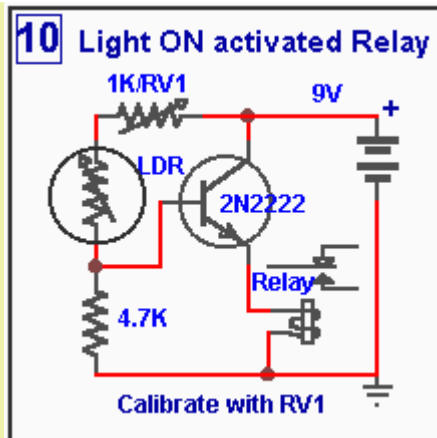 10 Light ON activated Relay
1K/RV1
9V
+
LDR
2N2222
Relay
4.7K
Calibrate with RV1